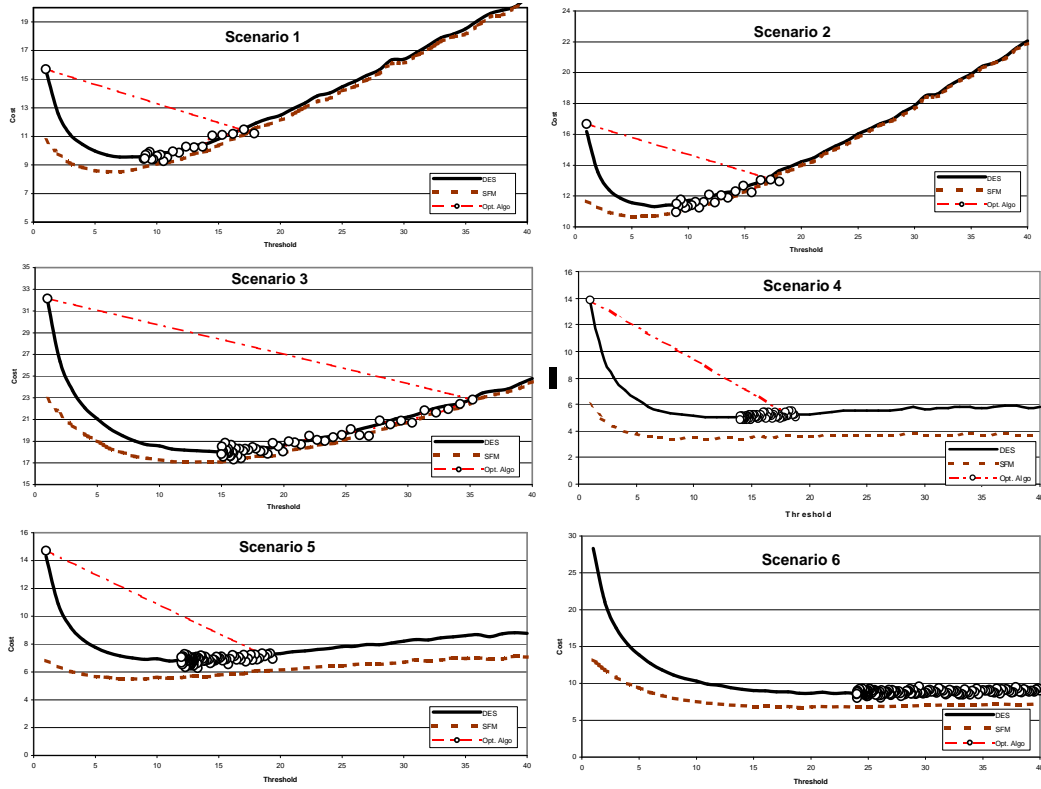 Scenario 1
Cost
19
17
15
13
11
9
7
5
0 5 10 15 20 25 30 35 40
Threshold
DES
SFM
Opt. Algo
Scenario 2
Cost
24
22
20
18
16
14
12
10
0 5 10 15 20 25 30 35 40
Threshold
DES
SFM
Opt. Algo
Scenario 3
Cost
35
33
31
29
27
25
23
21
19
17
15
0 5 10 15 20 25 30 35 40
Threshold
DES
SFM
Opt. Algo
Scenario 4
16
14
12
10
8
6
4
2
0
0 5 10 15 20 25 30 35 40
Threshold
DES
SFM
Opt. Algo
Scenario 5
Cost
16
14
12
10
8
6
4
2
0
0 5 10 15 20 25 30 35 40
Threshold
DES
SFM
Opt. Algo
Scenario 6
Cost
30
25
20
15
10
5
0
0 5 10 15 20 25 30 35 40
Threshold
DES
SFM
Opt. Algo